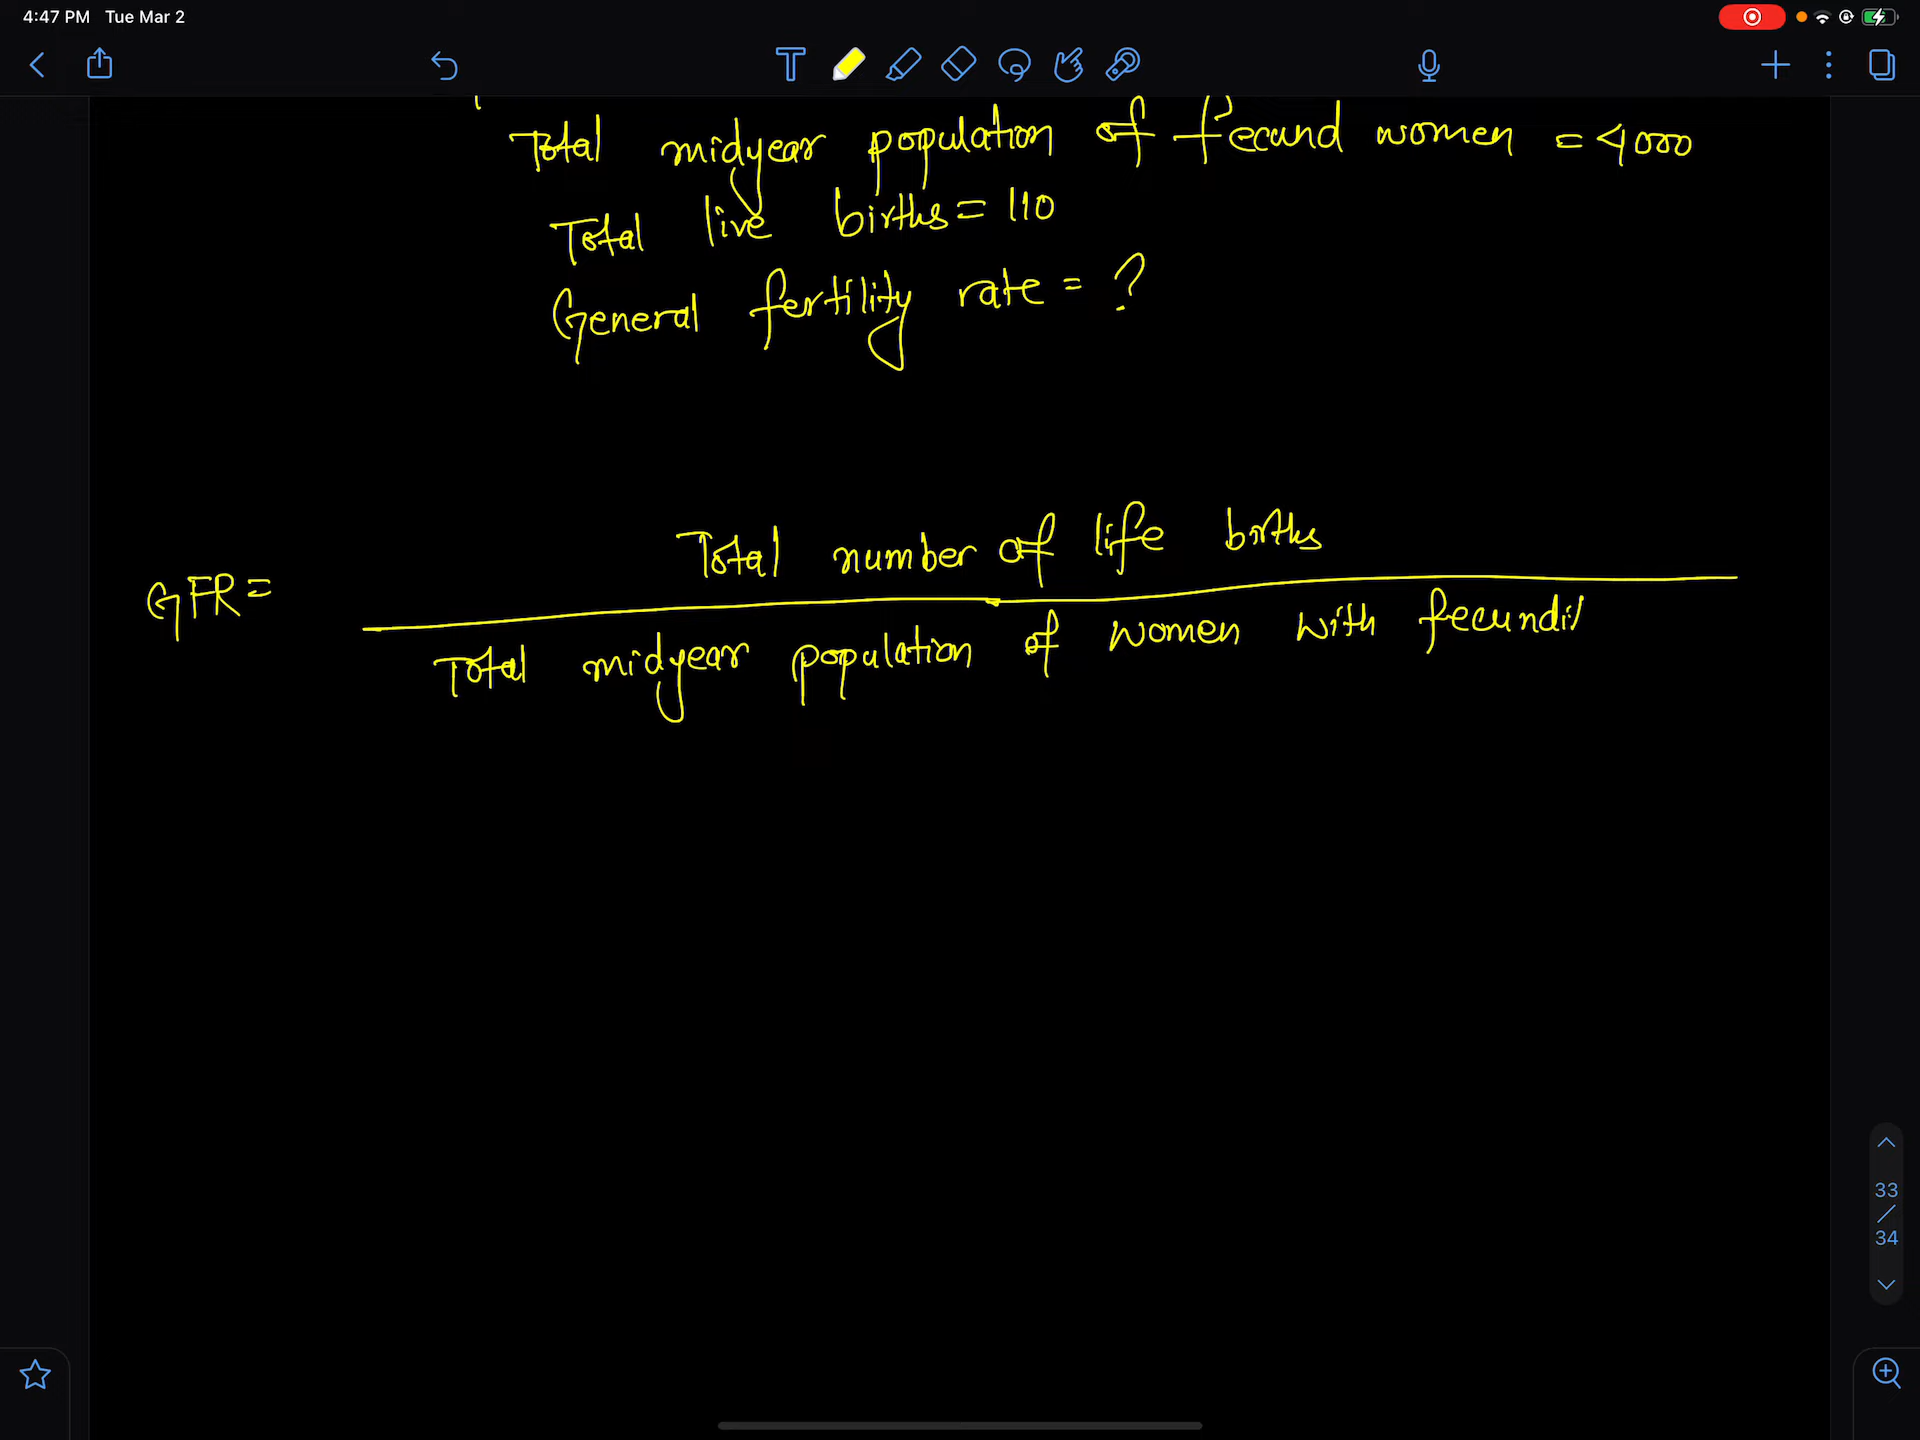 4:47 PM Tue Mar 2
Total midyear population of fecund women = 4000
Total live births = 110
General fertility rate = ?
Total number of life births
GFR =
Total midyear population of women with fecundit
33
/
34